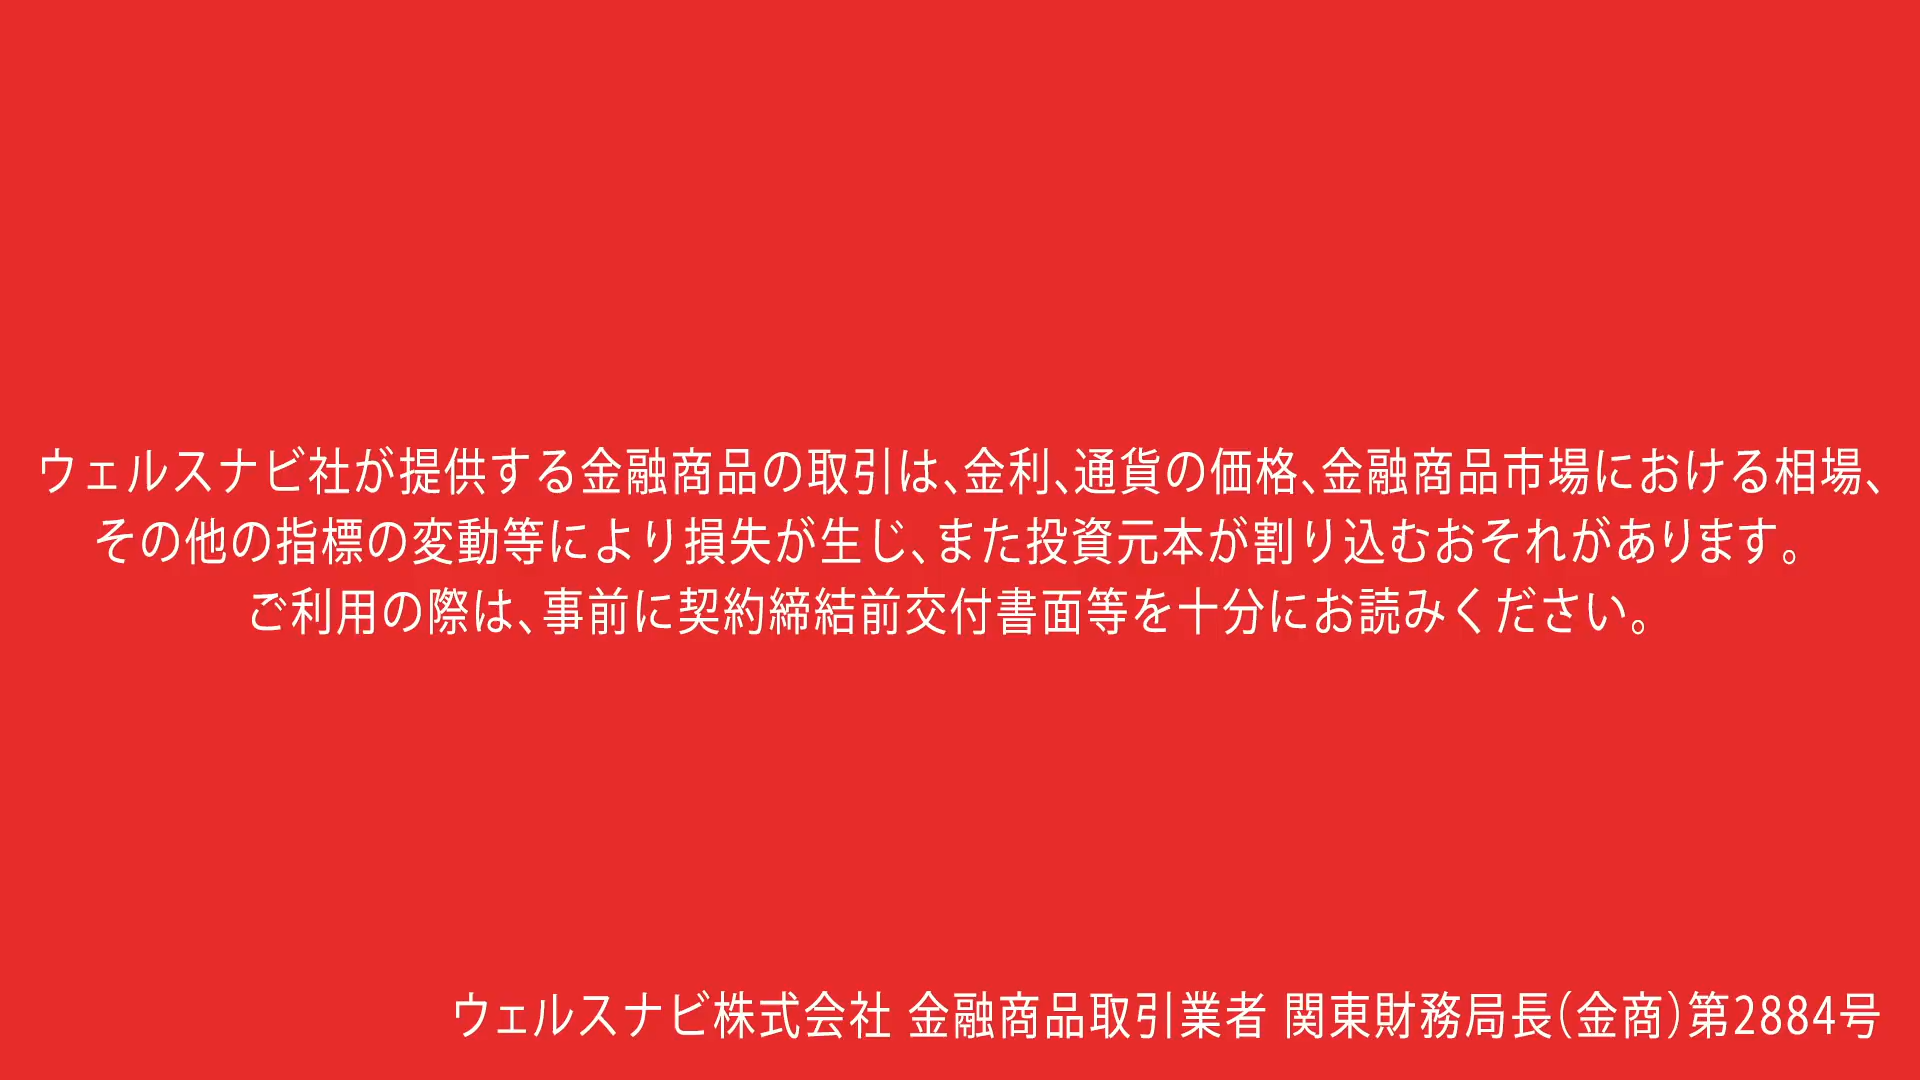 ウェルスナビ社が提供する金融商品の取引は、金利、通貨の価格、金融商品市場における相場、
その他の指標の変動等により損失が生じ、また投資元本が割り込むおそれがあります。
ご利用の際は、事前に契約締結前交付書面等を十分にお読みください。
ウェルスナビ株式会社 金融商品取引業者 関東財務局長(金商)第2884号